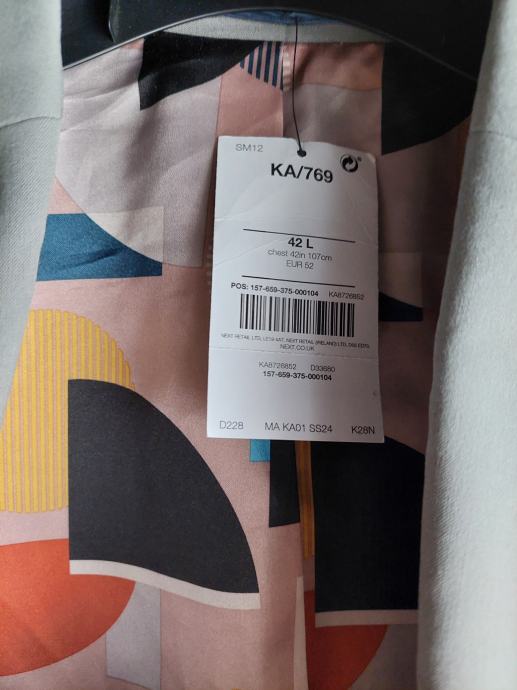 SM12
KA/769
42 L
chest 42in 107cm
EUR 52
POS: 157-659-375-000104 KA8726852
NEXT RETAIL LTD, LE19 4AT. NEXT RETAIL (IRELAND) LTD, D02 ED70.
NEXT.CO.UK
KA8726852 D33680
157-659-375-000104
D228 MA KA01 SS24 K28N